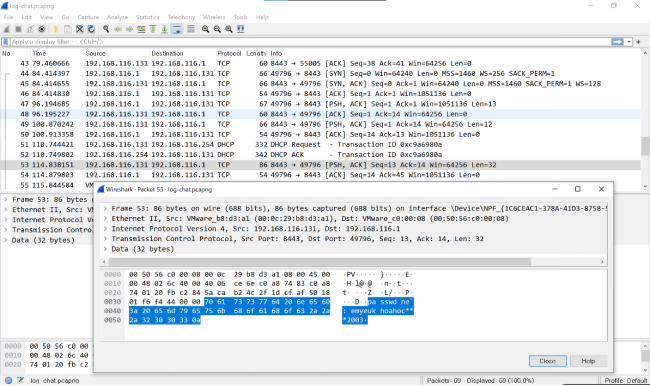 log-chat.pcapng
File Edit View Go Capture Analyze Statistics Telephony Wireless Tools Help
Apply a display filter ... <Ctrl-/>
No. Time Source Destination Protocol Length Info
43 79.460666 192.168.116.131 192.168.116.1 TCP 60 8443 → 55005 [ACK] Seq=38 Ack=41 Win=64256 Len=0
44 84.414397 192.168.116.1 192.168.116.131 TCP 66 49796 → 8443 [SYN] Seq=0 Win=64240 Len=0 MSS=1460 WS=256 SACK_PERM=1
45 84.414655 192.168.116.131 192.168.116.1 TCP 66 8443 → 49796 [SYN, ACK] Seq=0 Ack=1 Win=64240 Len=0 MSS=1460 SACK_PERM=1 WS=128
46 84.414830 192.168.116.1 192.168.116.131 TCP 54 49796 → 8443 [ACK] Seq=1 Ack=1 Win=1051136 Len=0
47 96.194685 192.168.116.1 192.168.116.131 TCP 67 49796 → 8443 [PSH, ACK] Seq=1 Ack=1 Win=1051136 Len=13
48 96.195227 192.168.116.131 192.168.116.1 TCP 60 8443 → 49796 [ACK] Seq=1 Ack=14 Win=64256 Len=0
49 100.870242 192.168.116.131 192.168.116.1 TCP 66 8443 → 49796 [PSH, ACK] Seq=1 Ack=14 Win=64256 Len=12
50 100.913358 192.168.116.1 192.168.116.131 TCP 54 49796 → 8443 [ACK] Seq=14 Ack=13 Win=1051136 Len=0
51 110.744421 192.168.116.131 192.168.116.254 DHCP 332 DHCP Request - Transaction ID 0xc9a6980a
52 110.749802 192.168.116.254 192.168.116.131 DHCP 342 DHCP ACK - Transaction ID 0xc9a6980a
53 114.838151 192.168.116.131 192.168.116.1 TCP 86 8443 → 49796 [PSH, ACK] Seq=13 Ack=14 Win=64256 Len=32
54 114.879803 192.168.116.1 192.168.116.131 TCP 54 49796 → 8443 [ACK] Seq=14 Ack=45 Win=1051136 Len=0
55 115.844588
Wireshark · Packet 53 · log-chat.pcapng
Frame 53: 86 bytes on wire (688 bits), 86 bytes captured (688 bits) on interface \Device\NPF_{1C6CEAC1-378A-41D3-8758-
Ethernet II, Src: VMware_b8:d3:a1 (00:0c:29:b8:d3:a1), Dst: VMware_c0:00:08 (00:50:56:c0:00:08)
Internet Protocol Version 4, Src: 192.168.116.131, Dst: 192.168.116.1
Transmission Control Protocol, Src Port: 8443, Dst Port: 49796, Seq: 13, Ack: 14, Len: 32
Data (32 bytes)
0000 00 50 56 c0 00 08 00 0c 29 b8 d3 a1 08 00 45 00 ·PV····· )·····E·
0010 00 48 02 6c 40 00 40 06 ce 6e c0 a8 74 83 c0 a8 ·H·l@·@· ·n··t···
0020 74 01 20 fb c2 84 5a ca b2 4c 2f 1d cf af 50 18 t· ···Z· ·L/···P·
0030 01 f6 f4 44 00 00 70 61 73 73 77 64 20 6e 65 60 ···D··pa sswd ne`
0040 3a 20 65 6d 79 65 75 6b 68 6f 61 68 6f 63 2a 2a : emyeuk hoahoc**
0050 2a 32 30 30 33 0a *2003·
Close Help
Frame 53: 86 bytes
Ethernet II, Src:
Internet Protocol
Transmission Cont
Data (32 bytes)
0000 00 50 56 c0 00
0010 00 48 02 6c 40
0020 74 01 20 fb c2
log-chat.pcapng
Packets: 69 · Displayed: 69 (100.0%)
Profile: Default